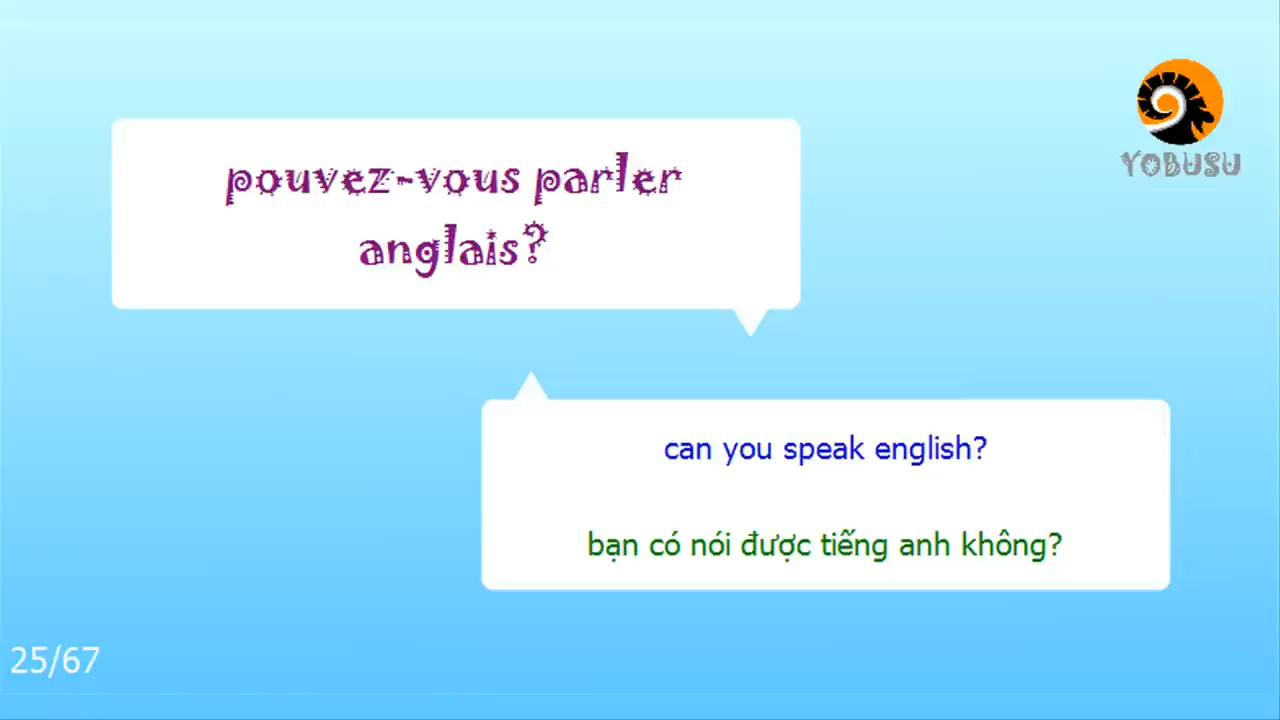 YOBUSU
pouvez-vous parler
anglais?
can you speak english?
bạn có nói được tiếng anh không?
25/67